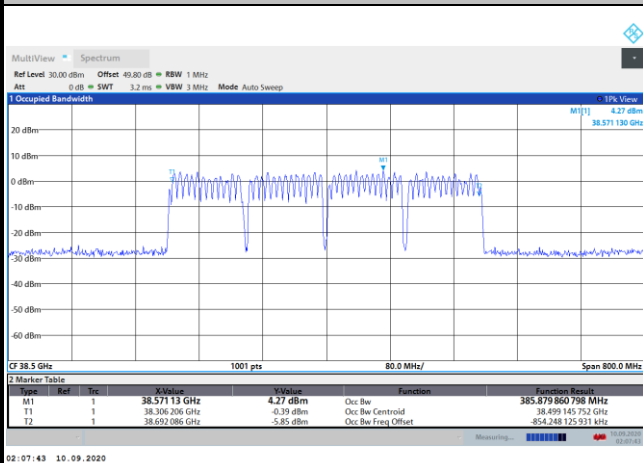 MultiView Spectrum
Ref Level 30.00 dBm Offset 49.80 dB RBW 1 MHz
Att 0 dB SWT 3.2 ms VBW 3 MHz Mode Auto Sweep
1 Occupied Bandwidth 1Pk View
M1[1] 4.27 dBm
38.571 130 GHz
20 dBm
10 dBm
M1
T1
0 dBm
-10 dBm
-20 dBm
-30 dBm
-40 dBm
-50 dBm
-60 dBm
CF 38.5 GHz 1001 pts 80.0 MHz/ Span 800.0 MHz
2 Marker Table
Type Ref Trc X-Value Y-Value Function Function Result
M1 1 38.571 13 GHz 4.27 dBm Occ Bw 385.879 860 798 MHz
T1 1 38.306 206 GHz -0.39 dBm Occ Bw Centroid 38.499 145 752 GHz
T2 1 38.692 086 GHz -5.85 dBm Occ Bw Freq Offset -854.248 125 931 kHz
Measuring... 10.09.2020
02:07:43
02:07:43 10.09.2020